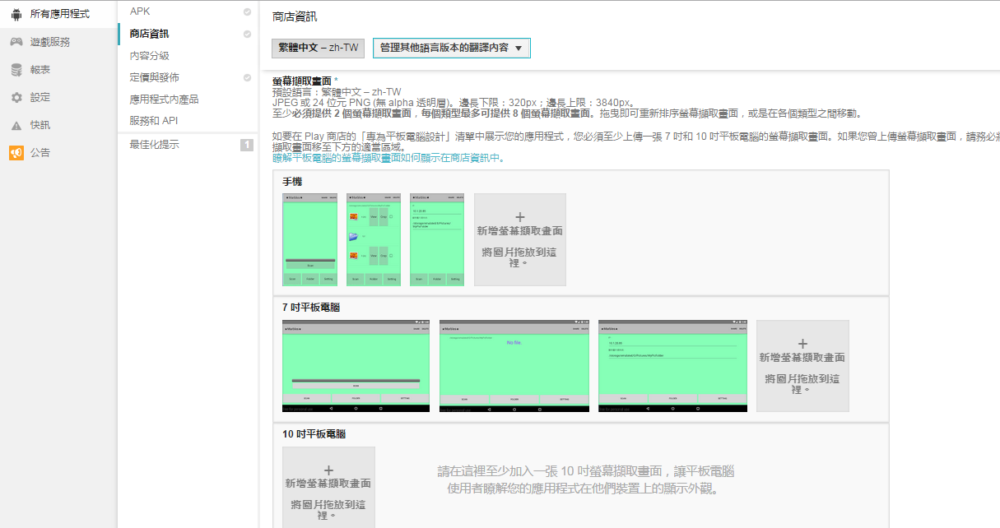 所有應用程式
遊戲服務
報表
設定
快訊
公告
APK
商店資訊
內容分級
定價與發佈
應用程式內產品
服務和 API
最佳化提示
1
商店資訊
繁體中文 – zh-TW
管理其他語言版本的翻譯內容 ▼
螢幕擷取畫面 *
預設語言：繁體中文 – zh-TW
JPEG 或 24 位元 PNG (無 alpha 透明層)。邊長下限：320px；邊長上限：3840px。
至少必須提供 2 個螢幕擷取畫面，每個類型最多可提供 8 個螢幕擷取畫面。拖曳即可重新排序螢幕擷取畫面，或是在各個類型之間移動。
如要在 Play 商店的「專為平板電腦設計」清單中展示您的應用程式，您必須至少上傳一張 7 吋和 10 吋平板電腦的螢幕擷取畫面。如果您曾上傳螢幕擷取畫面，請務必
擷取畫面移至下方的適當區域。
瞭解平板電腦的螢幕擷取畫面如何顯示在商店資訊中。
手機
+
新增螢幕擷取畫面
將圖片拖放到這
裡。
7 吋平板電腦
No file.
+
新增螢幕擷取畫面
將圖片拖放到這
裡。
10 吋平板電腦
+
新增螢幕擷取畫面
將圖片拖放到這
裡。
請在這裡至少加入一張 10 吋螢幕擷取畫面，讓平板電腦
使用者瞭解您的應用程式在他們裝置上的顯示外觀。